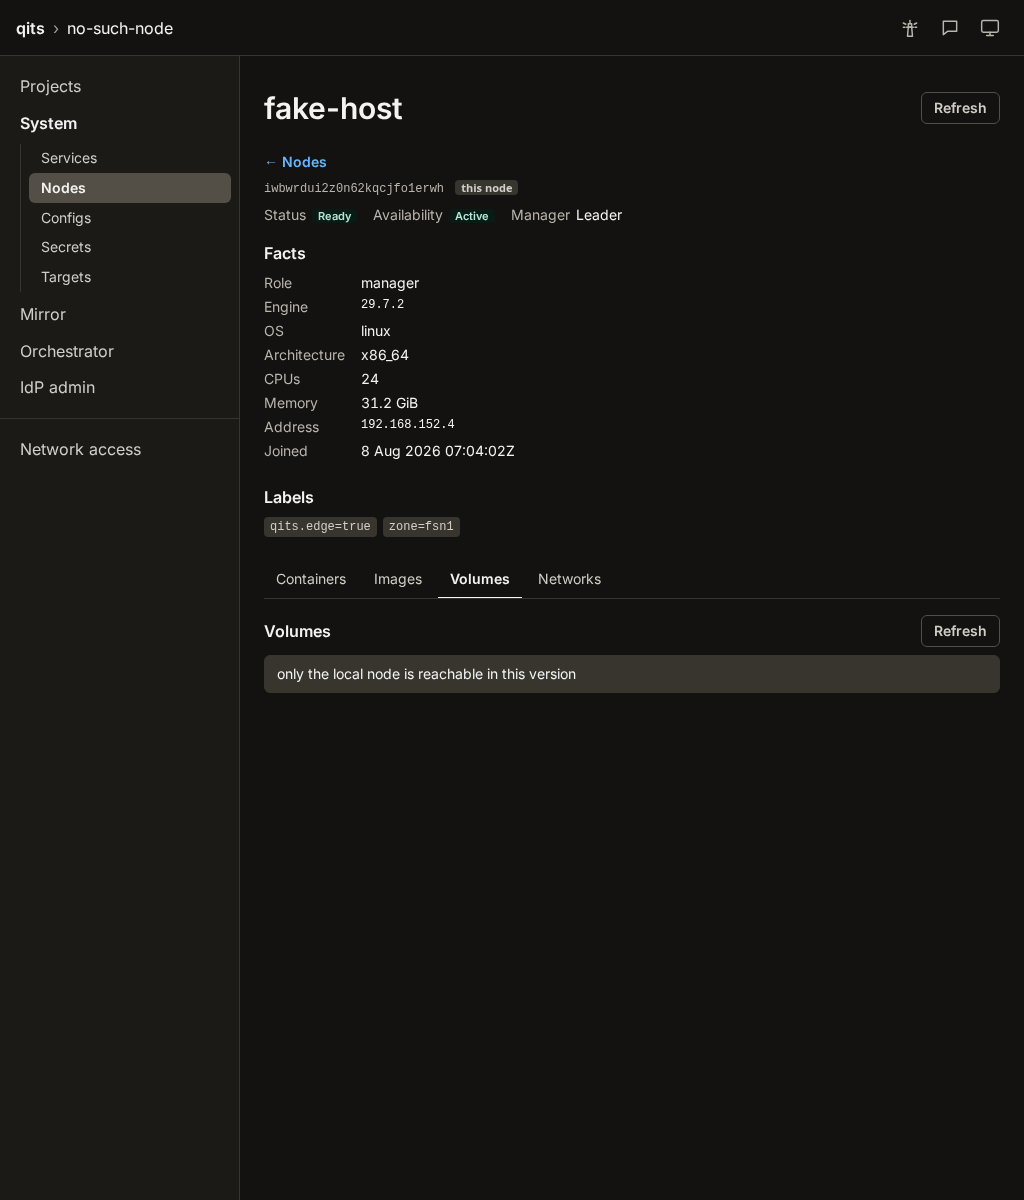 qits › no-such-node
Projects
System
Services
Nodes
Configs
Secrets
Targets
Mirror
Orchestrator
IdP admin
Network access
fake-host
Refresh
← Nodes
iwbwrdui2z0n62kqcjfo1erwh this node
Status Ready Availability Active Manager Leader
Facts
Role manager
Engine 29.7.2
OS linux
Architecture x86_64
CPUs 24
Memory 31.2 GiB
Address 192.168.152.4
Joined 8 Aug 2026 07:04:02Z
Labels
qits.edge=true zone=fsn1
Containers Images Volumes Networks
Volumes
Refresh
only the local node is reachable in this version